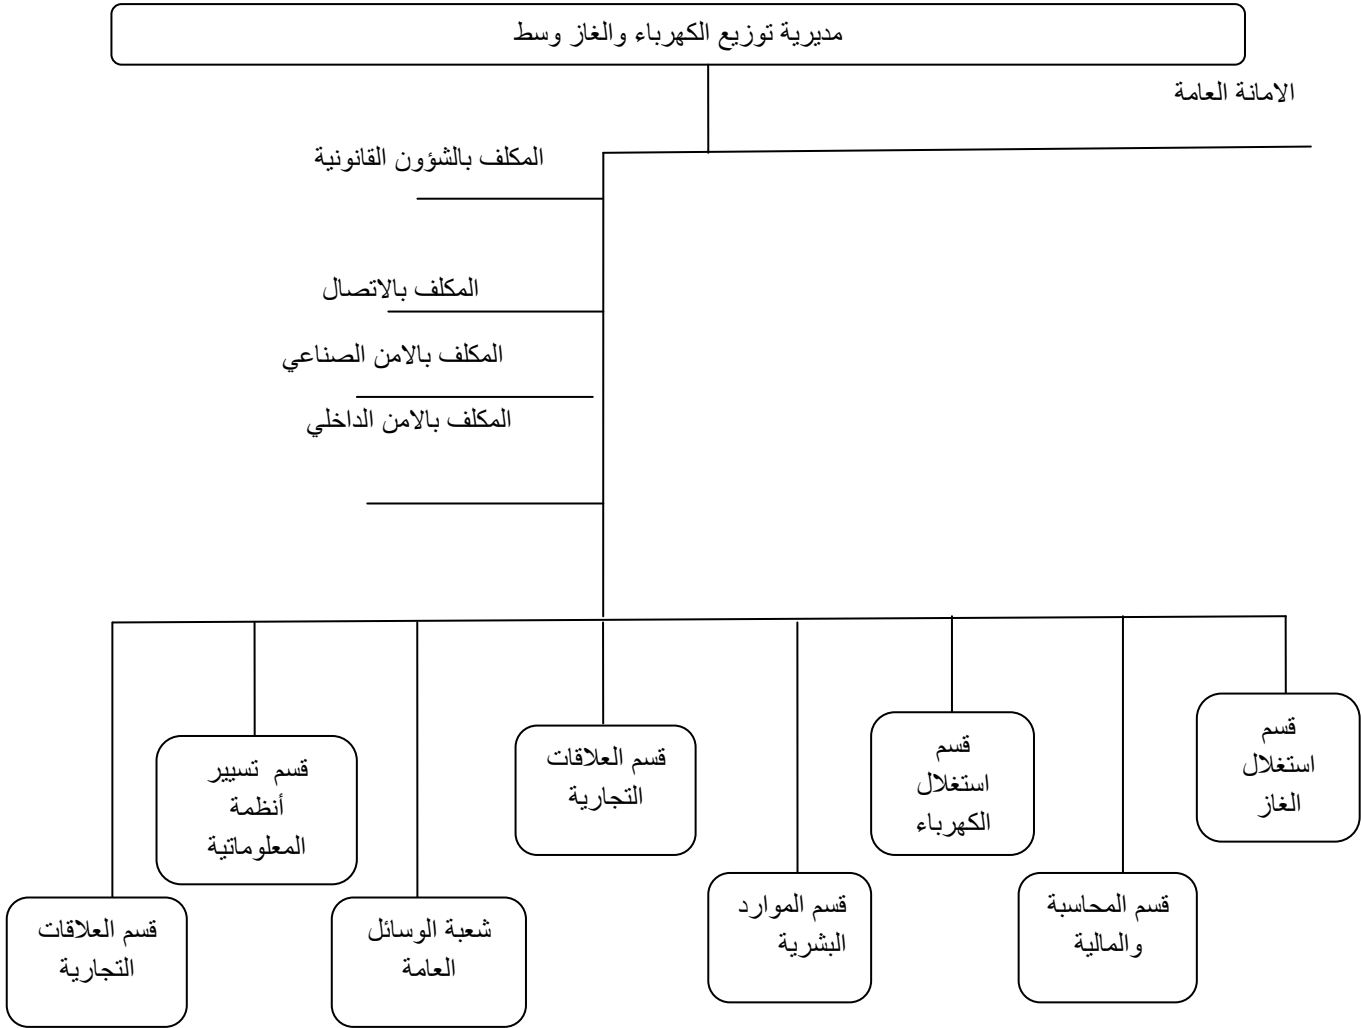 مديرية توزيع الكهرباء والغاز وسط
الامانة العامة
المكلف بالشؤون القانونية
المكلف بالاتصال
المكلف بالامن الصناعي
المكلف بالامن الداخلي
قسم
استغلال
الغاز
قسم
استغلال
الكهرباء
قسم العلاقات
التجارية
قسم تسيير
أنظمة
المعلوماتية
قسم المحاسبة
والمالية
قسم الموارد
البشرية
شعبة الوسائل
العامة
قسم العلاقات
التجارية